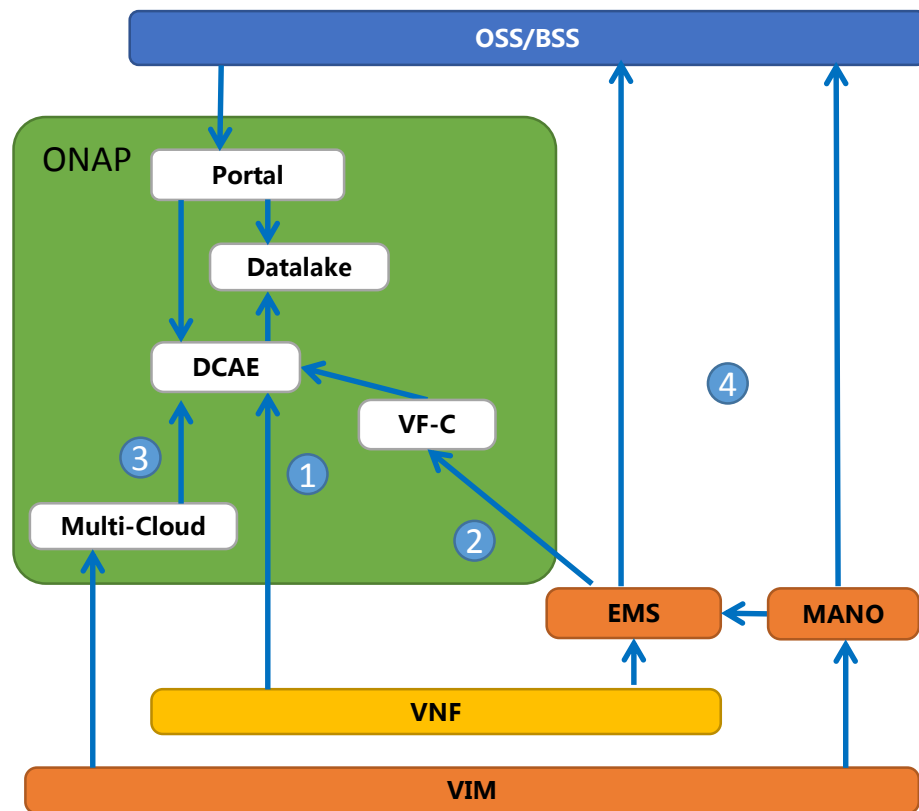 OSS/BSS
ONAP
Portal
Datalake
DCAE
4
VF-C
3
1
Multi-Cloud
2
EMS
MANO
VNF
VIM